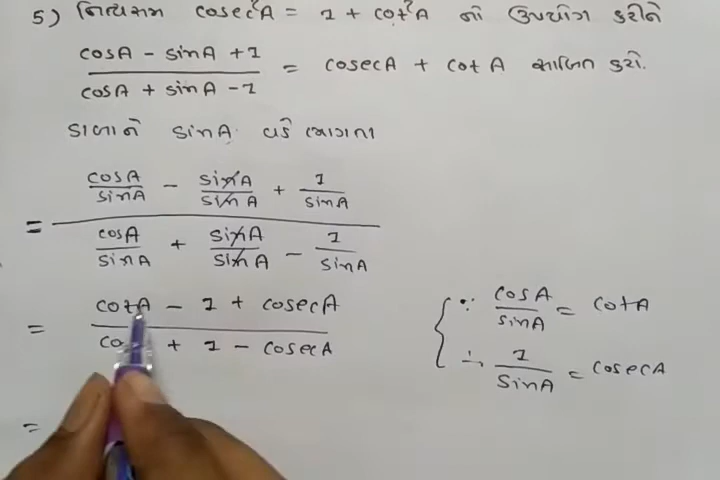 5) નિત્યસમ cosec²A = 1 + cot²A નો ઉપયોગ કરીને
cosA - sinA + 1 / cosA + sinA - 1 = cosecA + cot A સાબિત કરો.
ડાબાને sinA વડે ભાગતા
= cosA/sinA - sinA/sinA + 1/sinA / cosA/sinA + sinA/sinA - 1/sinA
= cotA - 1 + cosecA / co + 1 - cosecA
∵ cosA/sinA = cotA
∴ 1/sinA = cosecA
=